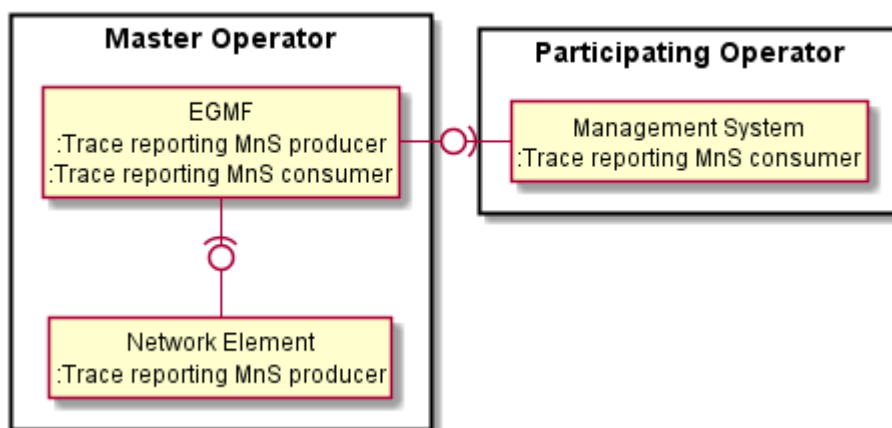 Master Operator
EGMF
:Trace reporting MnS producer
:Trace reporting MnS consumer
Network Element
:Trace reporting MnS producer
Participating Operator
Management System
:Trace reporting MnS consumer